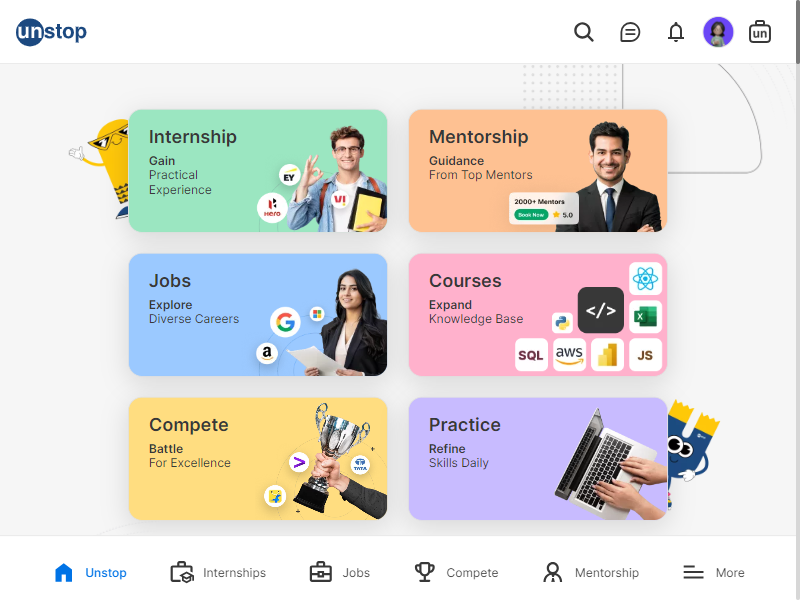 unstop
un
Internship
Gain
Practical
Experience
EY
Hero
VI
Mentorship
Guidance
From Top Mentors
2000+ Mentors
Book Now
5.0
Jobs
Explore
Diverse Careers
G
a
Courses
Expand
Knowledge Base
</>
X
SQL
aws
JS
Compete
Battle
For Excellence
>
TATA
Practice
Refine
Skills Daily
Unstop
Internships
Jobs
Compete
Mentorship
More